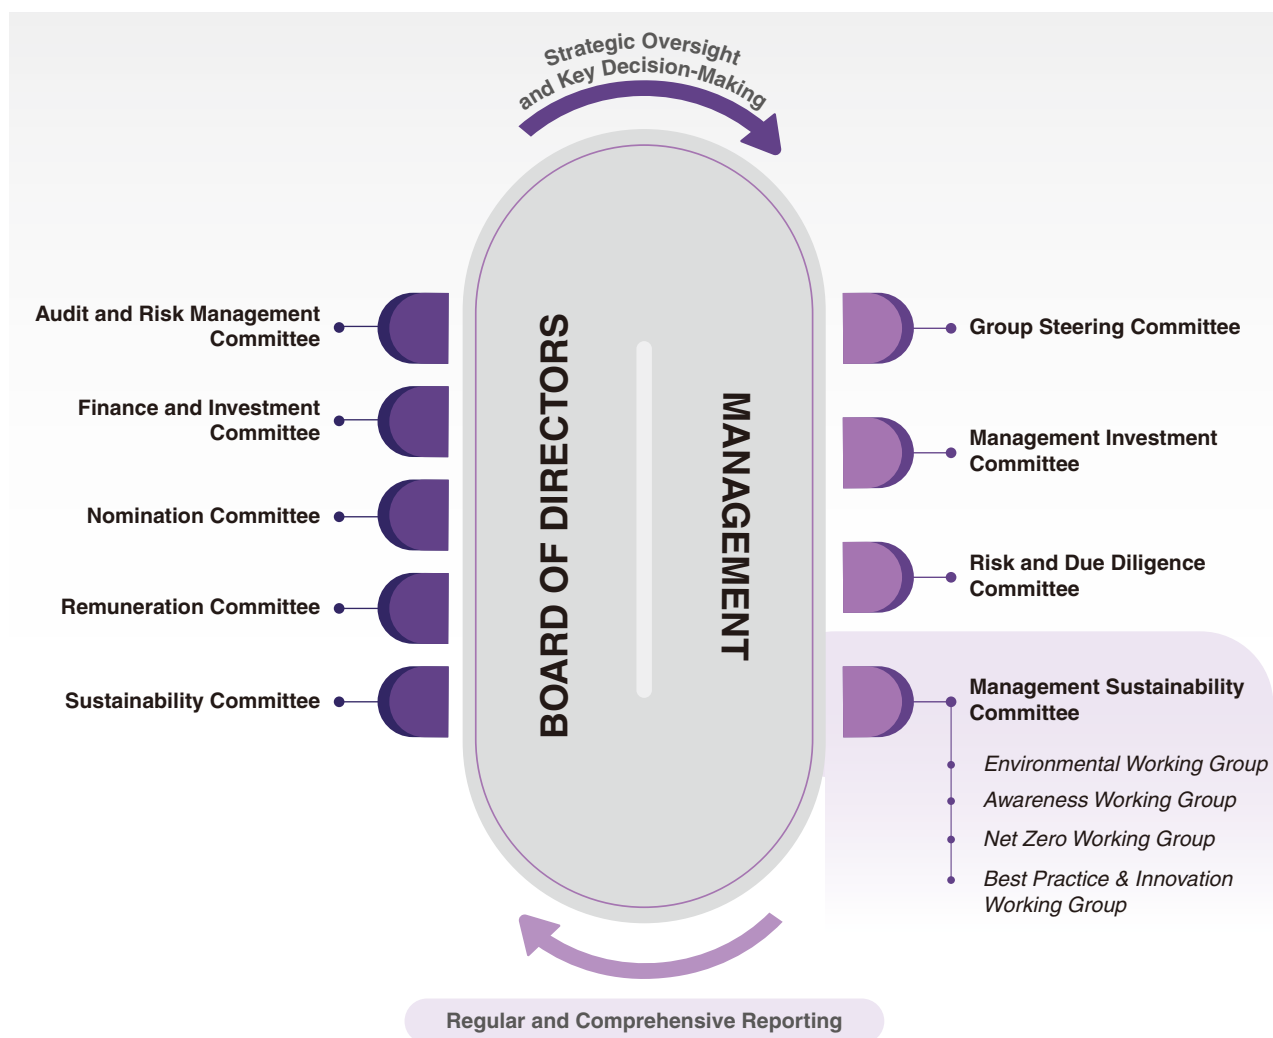 Strategic Oversight
and Key Decision-Making
Audit and Risk Management
Committee
Finance and Investment
Committee
Nomination Committee
Remuneration Committee
Sustainability Committee
BOARD OF DIRECTORS
MANAGEMENT
Group Steering Committee
Management Investment
Committee
Risk and Due Diligence
Committee
Management Sustainability
Committee
Environmental Working Group
Awareness Working Group
Net Zero Working Group
Best Practice & Innovation
Working Group
Regular and Comprehensive Reporting